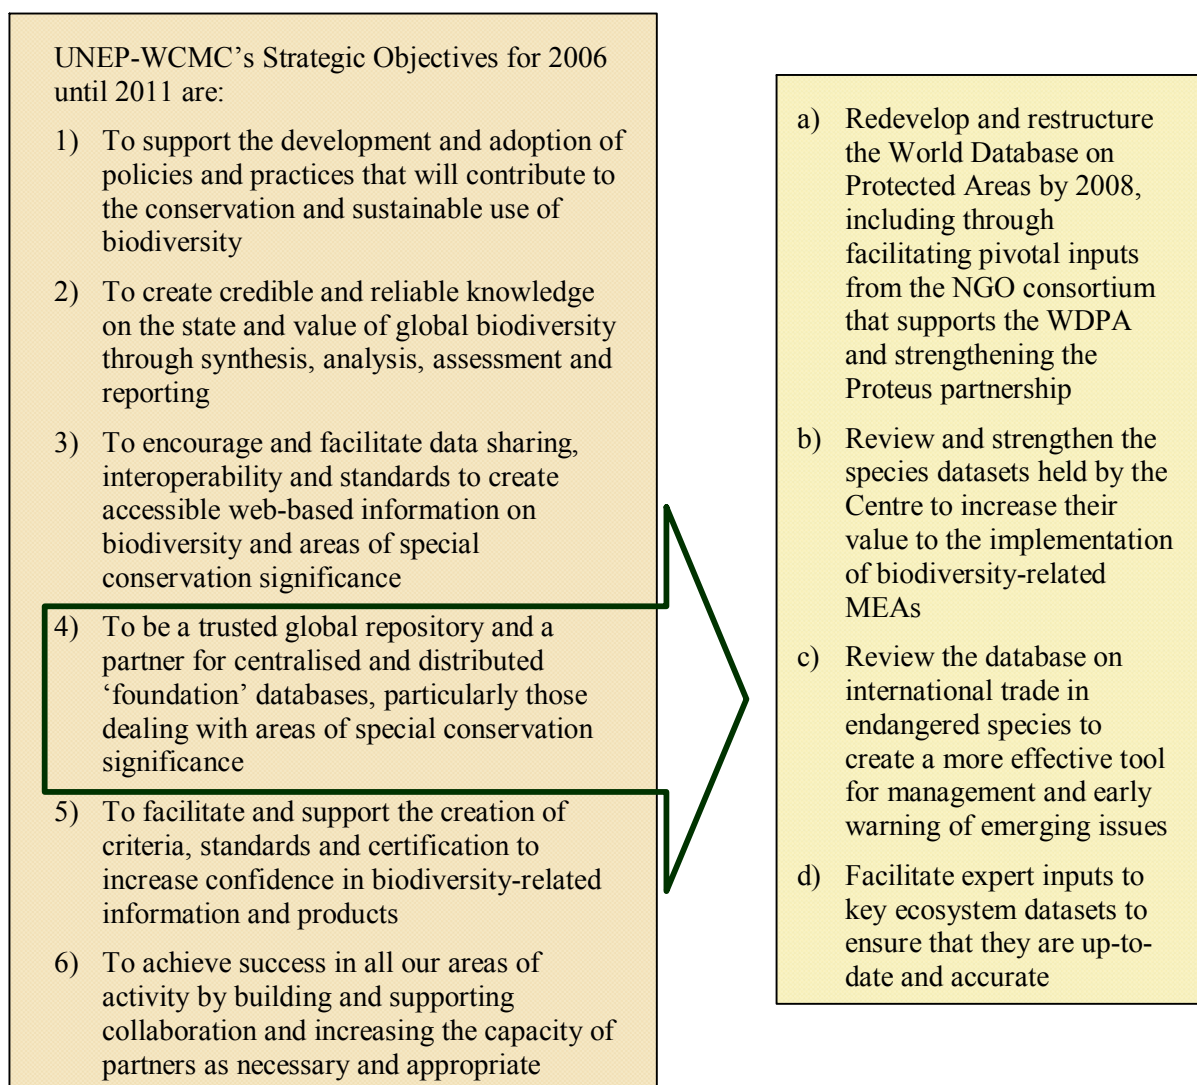 UNEP-WCMC’s Strategic Objectives for 2006
until 2011 are:
1) To support the development and adoption of
policies and practices that will contribute to
the conservation and sustainable use of
biodiversity
2) To create credible and reliable knowledge
on the state and value of global biodiversity
through synthesis, analysis, assessment and
reporting
3) To encourage and facilitate data sharing,
interoperability and standards to create
accessible web-based information on
biodiversity and areas of special
conservation significance
4) To be a trusted global repository and a
partner for centralised and distributed
‘foundation’ databases, particularly those
dealing with areas of special conservation
significance
5) To facilitate and support the creation of
criteria, standards and certification to
increase confidence in biodiversity-related
information and products
6) To achieve success in all our areas of
activity by building and supporting
collaboration and increasing the capacity of
partners as necessary and appropriate
a) Redevelop and restructure
the World Database on
Protected Areas by 2008,
including through
facilitating pivotal inputs
from the NGO consortium
that supports the WDPA
and strengthening the
Proteus partnership
b) Review and strengthen the
species datasets held by the
Centre to increase their
value to the implementation
of biodiversity-related
MEAs
c) Review the database on
international trade in
endangered species to
create a more effective tool
for management and early
warning of emerging issues
d) Facilitate expert inputs to
key ecosystem datasets to
ensure that they are up-to-
date and accurate